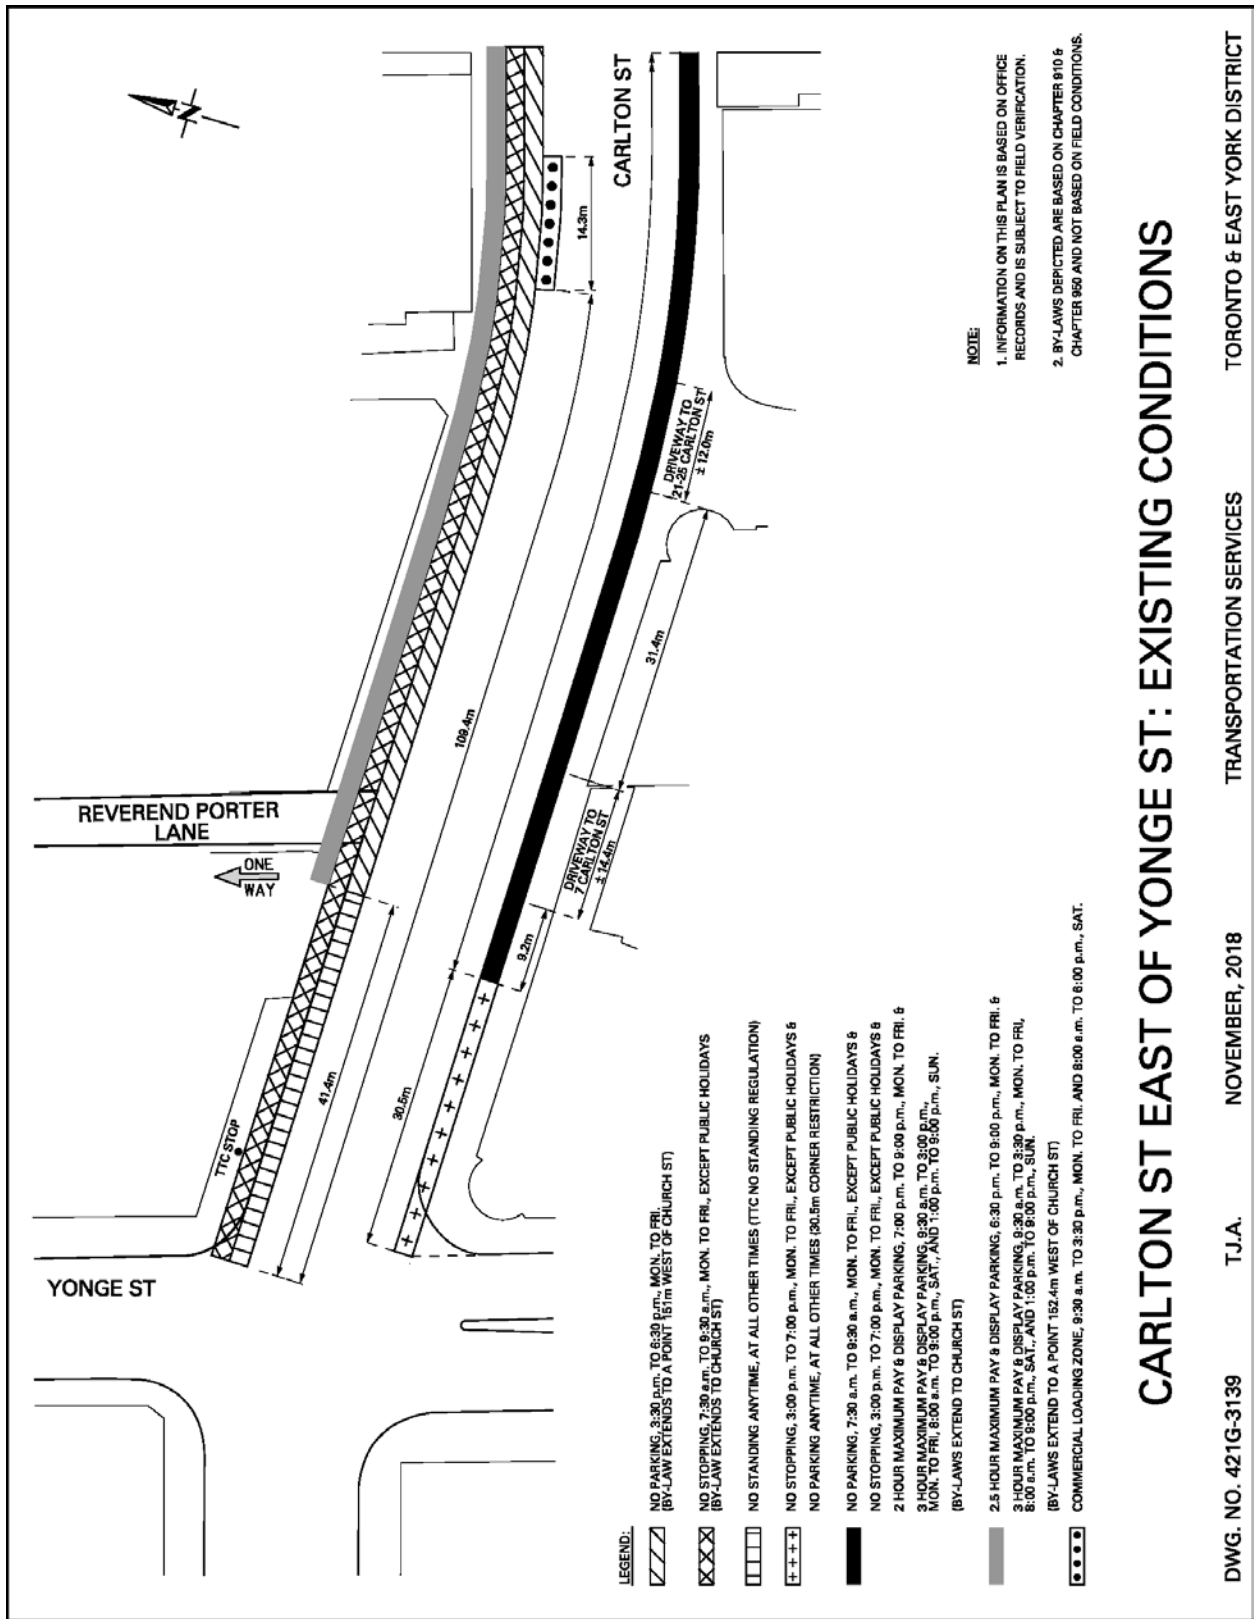 N
CARLTON ST
14.3m
REVEREND PORTER
LANE
ONE
WAY
109.4m
DRIVEWAY TO
21-25 CARLTON ST
± 12.0m
31.4m
DRIVEWAY TO
7 CARLTON ST
± 14.4m
9.2m
TTC STOP
41.4m
30.5m
YONGE ST
NOTE:
1. INFORMATION ON THIS PLAN IS BASED ON OFFICE
RECORDS AND IS SUBJECT TO FIELD VERIFICATION.
2. BY-LAWS DEPICTED ARE BASED ON CHAPTER 910 &
CHAPTER 950 AND NOT BASED ON FIELD CONDITIONS.
LEGEND:
NO PARKING, 3:30 p.m. TO 6:30 p.m., MON. TO FRI.
(BY-LAW EXTENDS TO A POINT 151m WEST OF CHURCH ST)
NO STOPPING, 7:30 a.m. TO 9:30 a.m., MON. TO FRI., EXCEPT PUBLIC HOLIDAYS
(BY-LAW EXTENDS TO CHURCH ST)
NO STANDING ANYTIME, AT ALL OTHER TIMES (TTC NO STANDING REGULATION)
NO STOPPING, 3:00 p.m. TO 7:00 p.m., MON. TO FRI., EXCEPT PUBLIC HOLIDAYS &
NO PARKING ANYTIME, AT ALL OTHER TIMES (30.5m CORNER RESTRICTION)
NO PARKING, 7:30 a.m. TO 9:30 a.m., MON. TO FRI., EXCEPT PUBLIC HOLIDAYS &
NO STOPPING, 3:00 p.m. TO 7:00 p.m., MON. TO FRI., EXCEPT PUBLIC HOLIDAYS &
2 HOUR MAXIMUM PAY & DISPLAY PARKING, 7:00 p.m. TO 9:00 p.m., MON. TO FRI. &
3 HOUR MAXIMUM PAY & DISPLAY PARKING, 9:30 a.m. TO 3:00 p.m.,
MON. TO FRI, 8:00 a.m. TO 9:00 p.m., SAT., AND 1:00 p.m. TO 9:00 p.m., SUN.
(BY-LAWS EXTEND TO CHURCH ST)
2.5 HOUR MAXIMUM PAY & DISPLAY PARKING, 6:30 p.m. TO 9:00 p.m., MON. TO FRI. &
3 HOUR MAXIMUM PAY & DISPLAY PARKING, 9:30 a.m. TO 3:30 p.m., MON. TO FRI,
8:00 a.m. TO 9:00 p.m., SAT., AND 1:00 p.m. TO 9:00 p.m., SUN.
(BY-LAWS EXTEND TO A POINT 152.4m WEST OF CHURCH ST)
COMMERCIAL LOADING ZONE, 9:30 a.m. TO 3:30 p.m., MON. TO FRI. AND 8:00 a.m. TO 6:00 p.m., SAT.
CARLTON ST EAST OF YONGE ST: EXISTING CONDITIONS
DWG. NO. 421G-3139 T.J.A. NOVEMBER, 2018 TRANSPORTATION SERVICES TORONTO & EAST YORK DISTRICT